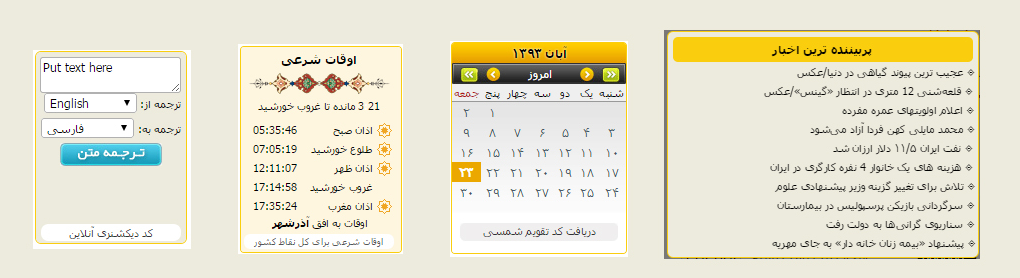 Put text here
ترجمه از: English
ترجمه به: فارسی
ترجمه متن
کد دیکشنری آنلاین
اوقات شرعی
21 3 مانده تا غروب خورشید
اذان صبح 05:35:46
طلوع خورشید 07:05:19
اذان ظهر 12:11:07
غروب خورشید 17:14:58
اذان مغرب 17:35:24
اوقات به افق آذرشهر
اوقات شرعی برای کل نقاط کشور
آبان ۱۳۹۳
امروز
شنبه یک دو سه چهار پنج جمعه
۱ ۲
۳ ۴ ۵ ۶ ۷ ۸ ۹
۱۰ ۱۱ ۱۲ ۱۳ ۱۴ ۱۵ ۱۶
۱۷ ۱۸ ۱۹ ۲۰ ۲۱ ۲۲ ۲۳
۲۴ ۲۵ ۲۶ ۲۷ ۲۸ ۲۹ ۳۰
دریافت کد تقویم شمسی
پربیننده ترین اخبار
عجیب ترین پیوند گیاهی در دنیا/عکس
قلعه‌شنی 12 متری در انتظار «گینس»/عکس
اعلام اولویتهای عمره مفرده
محمد مایلی کهن فردا آزاد می‌شود
نفت ایران ۱۱/۵ دلار ارزان شد
هزینه های یک خانوار 4 نفره کارگری در ایران
تلاش برای تغییر گزینه وزیر پیشنهادی علوم
سرگردانی بازیکن پرسپولیس در بیمارستان
سناریوی گرانی‌ها به دولت رفت
پیشنهاد «بیمه زنان خانه دار» به جای مهریه